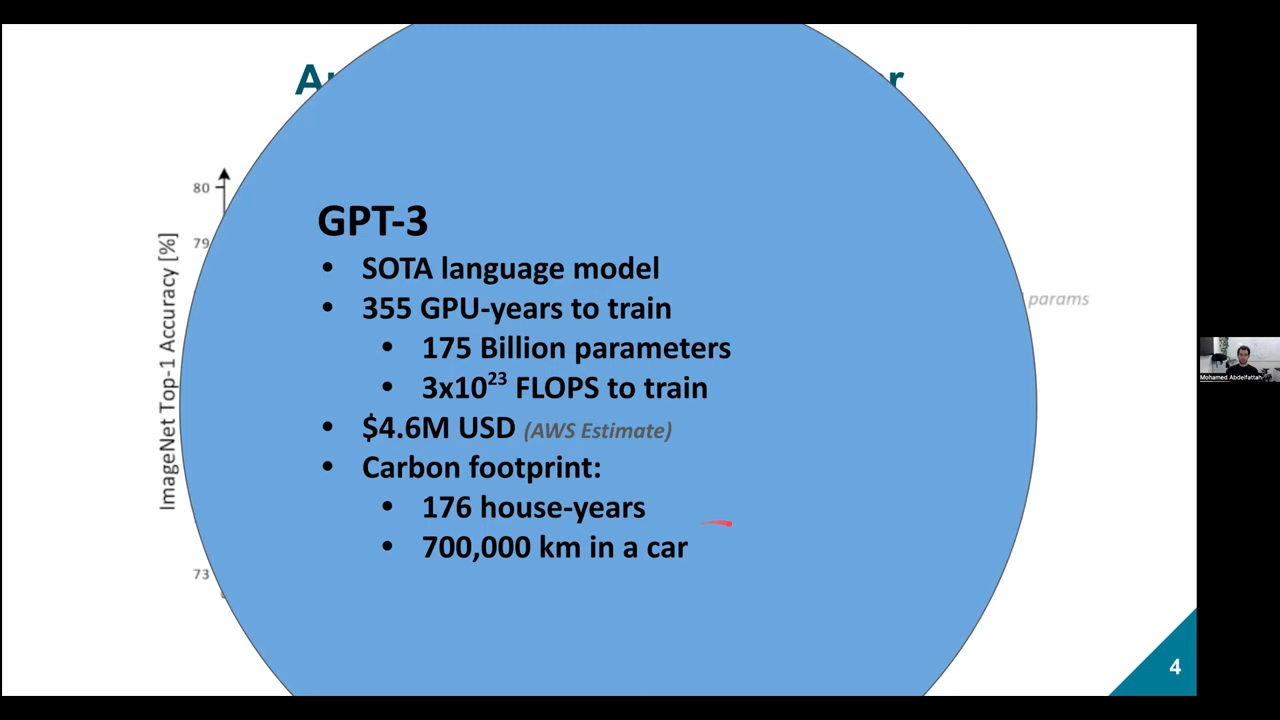 80
79
73
ImageNet Top-1 Accuracy [%]
params
GPT-3
• SOTA language model
• 355 GPU-years to train
• 175 Billion parameters
• 3x10²³ FLOPS to train
• $4.6M USD (AWS Estimate)
• Carbon footprint:
• 176 house-years
• 700,000 km in a car
Mohamed Abdelfattah
4